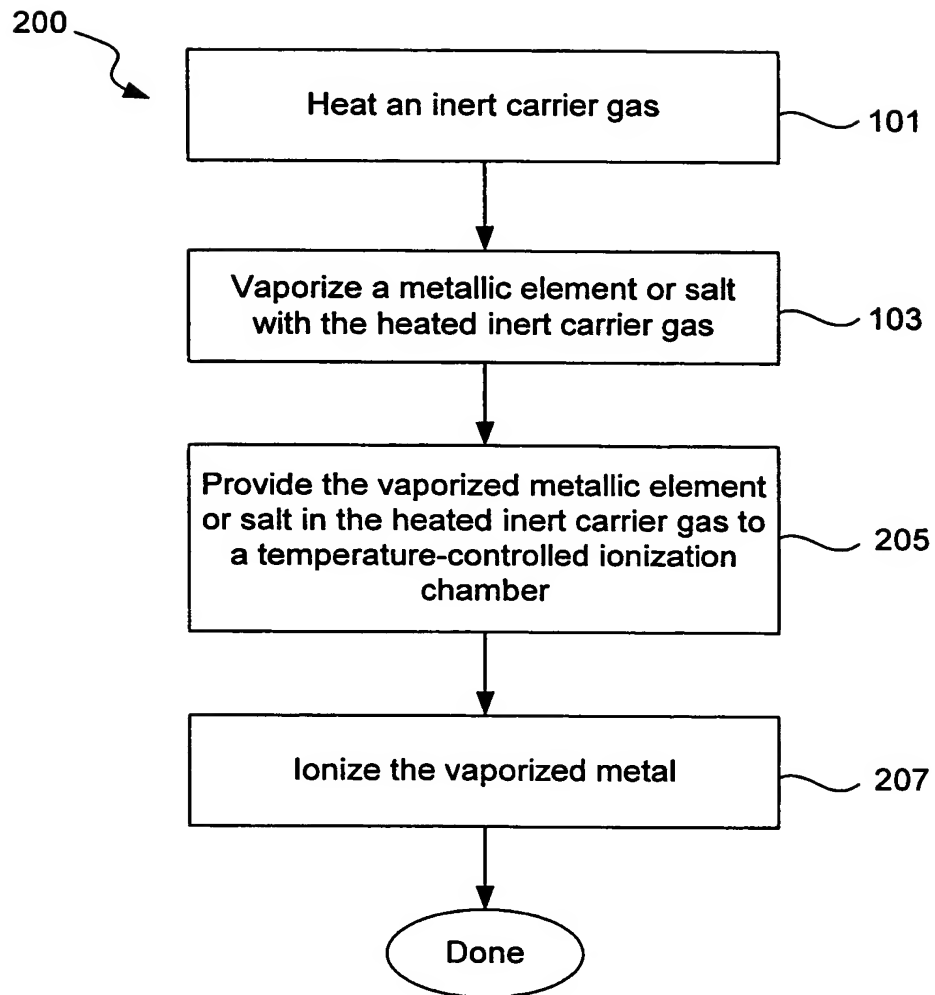 200
Heat an inert carrier gas
101
Vaporize a metallic element or salt
with the heated inert carrier gas
103
Provide the vaporized metallic element
or salt in the heated inert carrier gas to
a temperature-controlled ionization
chamber
205
Ionize the vaporized metal
207
Done